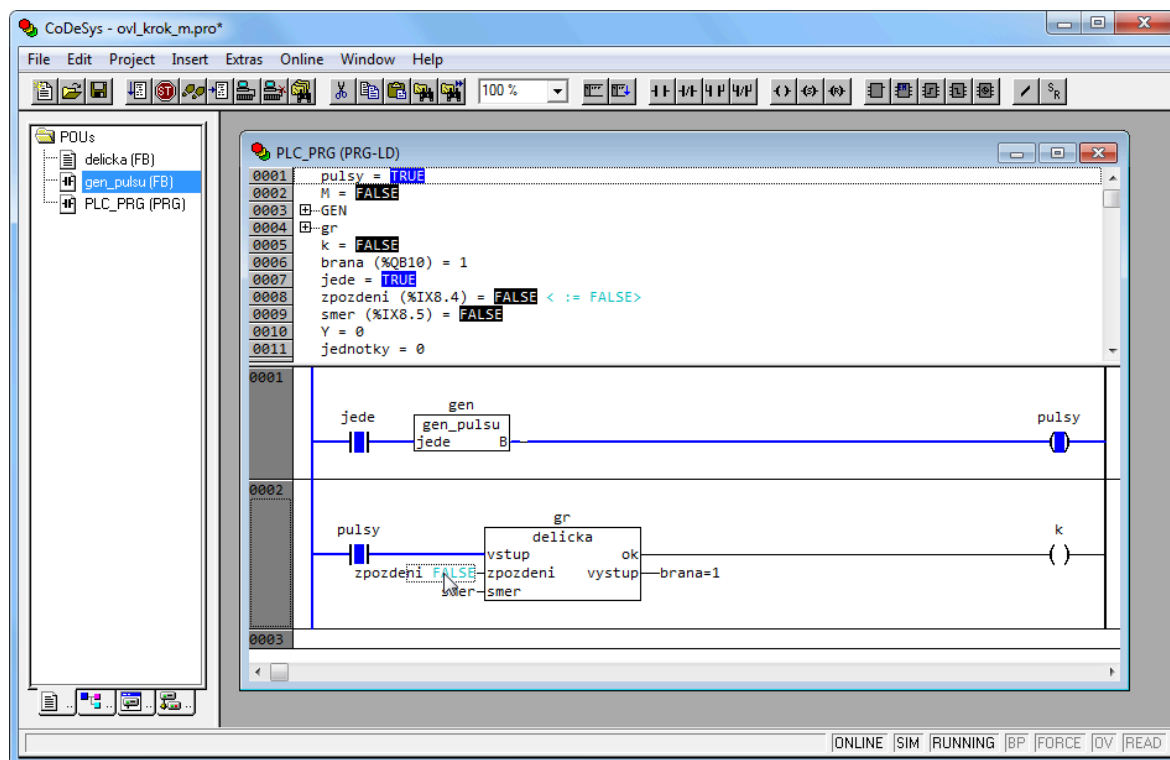 CoDeSys - ovl_krok_m.pro*
File Edit Project Insert Extras Online Window Help
100 %
POUs
delicka (FB)
gen_pulsu (FB)
PLC_PRG (PRG)
PLC_PRG (PRG-LD)
0001 pulsy = TRUE
0002 M = FALSE
0003 GEN
0004 gr
0005 k = FALSE
0006 brana (%QB10) = 1
0007 jede = TRUE
0008 zpozdeni (%IX8.4) = FALSE < := FALSE>
0009 smer (%IX8.5) = FALSE
0010 Y = 0
0011 jednotky = 0
0001
gen
jede gen_pulsu pulsy
jede B
0002
gr
pulsy delicka k
vstup ok
zpozdeni FALSE zpozdeni vystup brana=1
smer smer
0003
ONLINE SIM RUNNING BP FORCE OV READ